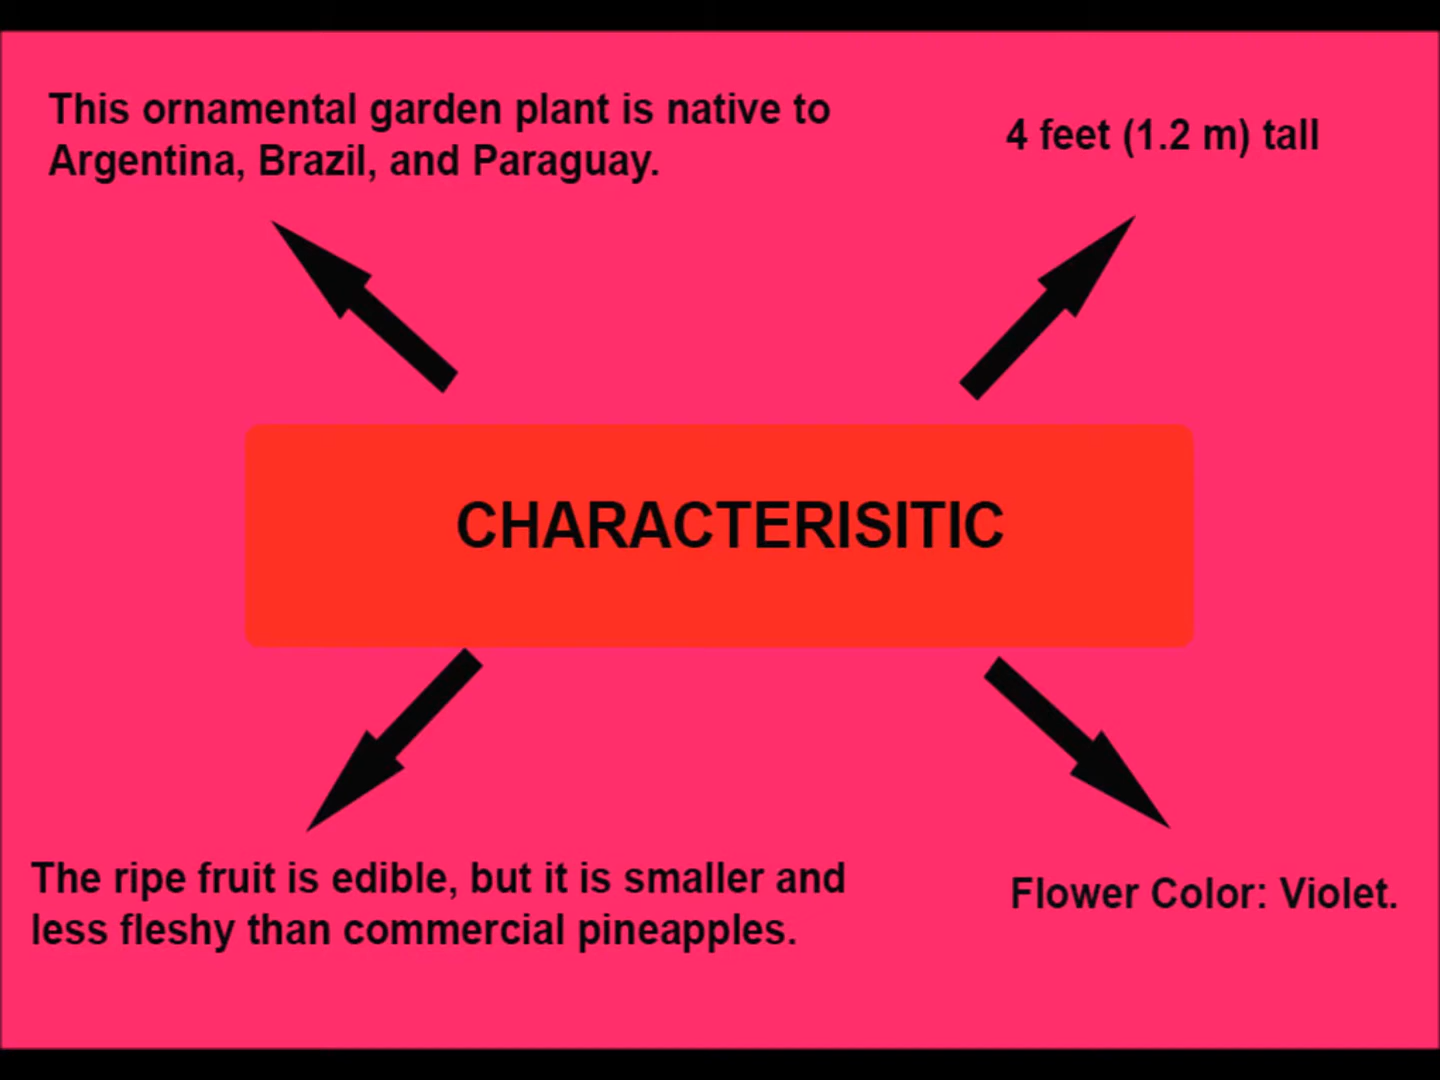 This ornamental garden plant is native to
Argentina, Brazil, and Paraguay.
4 feet (1.2 m) tall
CHARACTERISITIC
The ripe fruit is edible, but it is smaller and
less fleshy than commercial pineapples.
Flower Color: Violet.